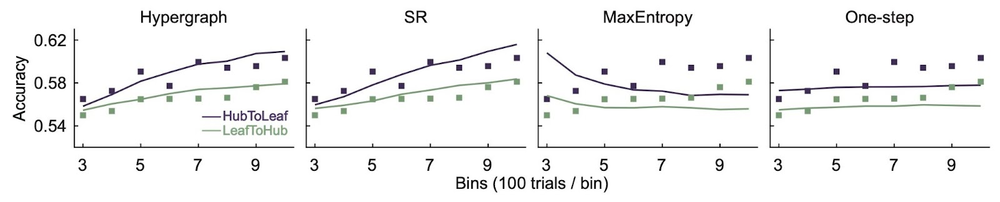 Hypergraph SR MaxEntropy One-step
Accuracy
0.62
0.58
0.54
HubToLeaf
LeafToHub
3 5 7 9 3 5 7 9 3 5 7 9 3 5 7 9
Bins (100 trials / bin)